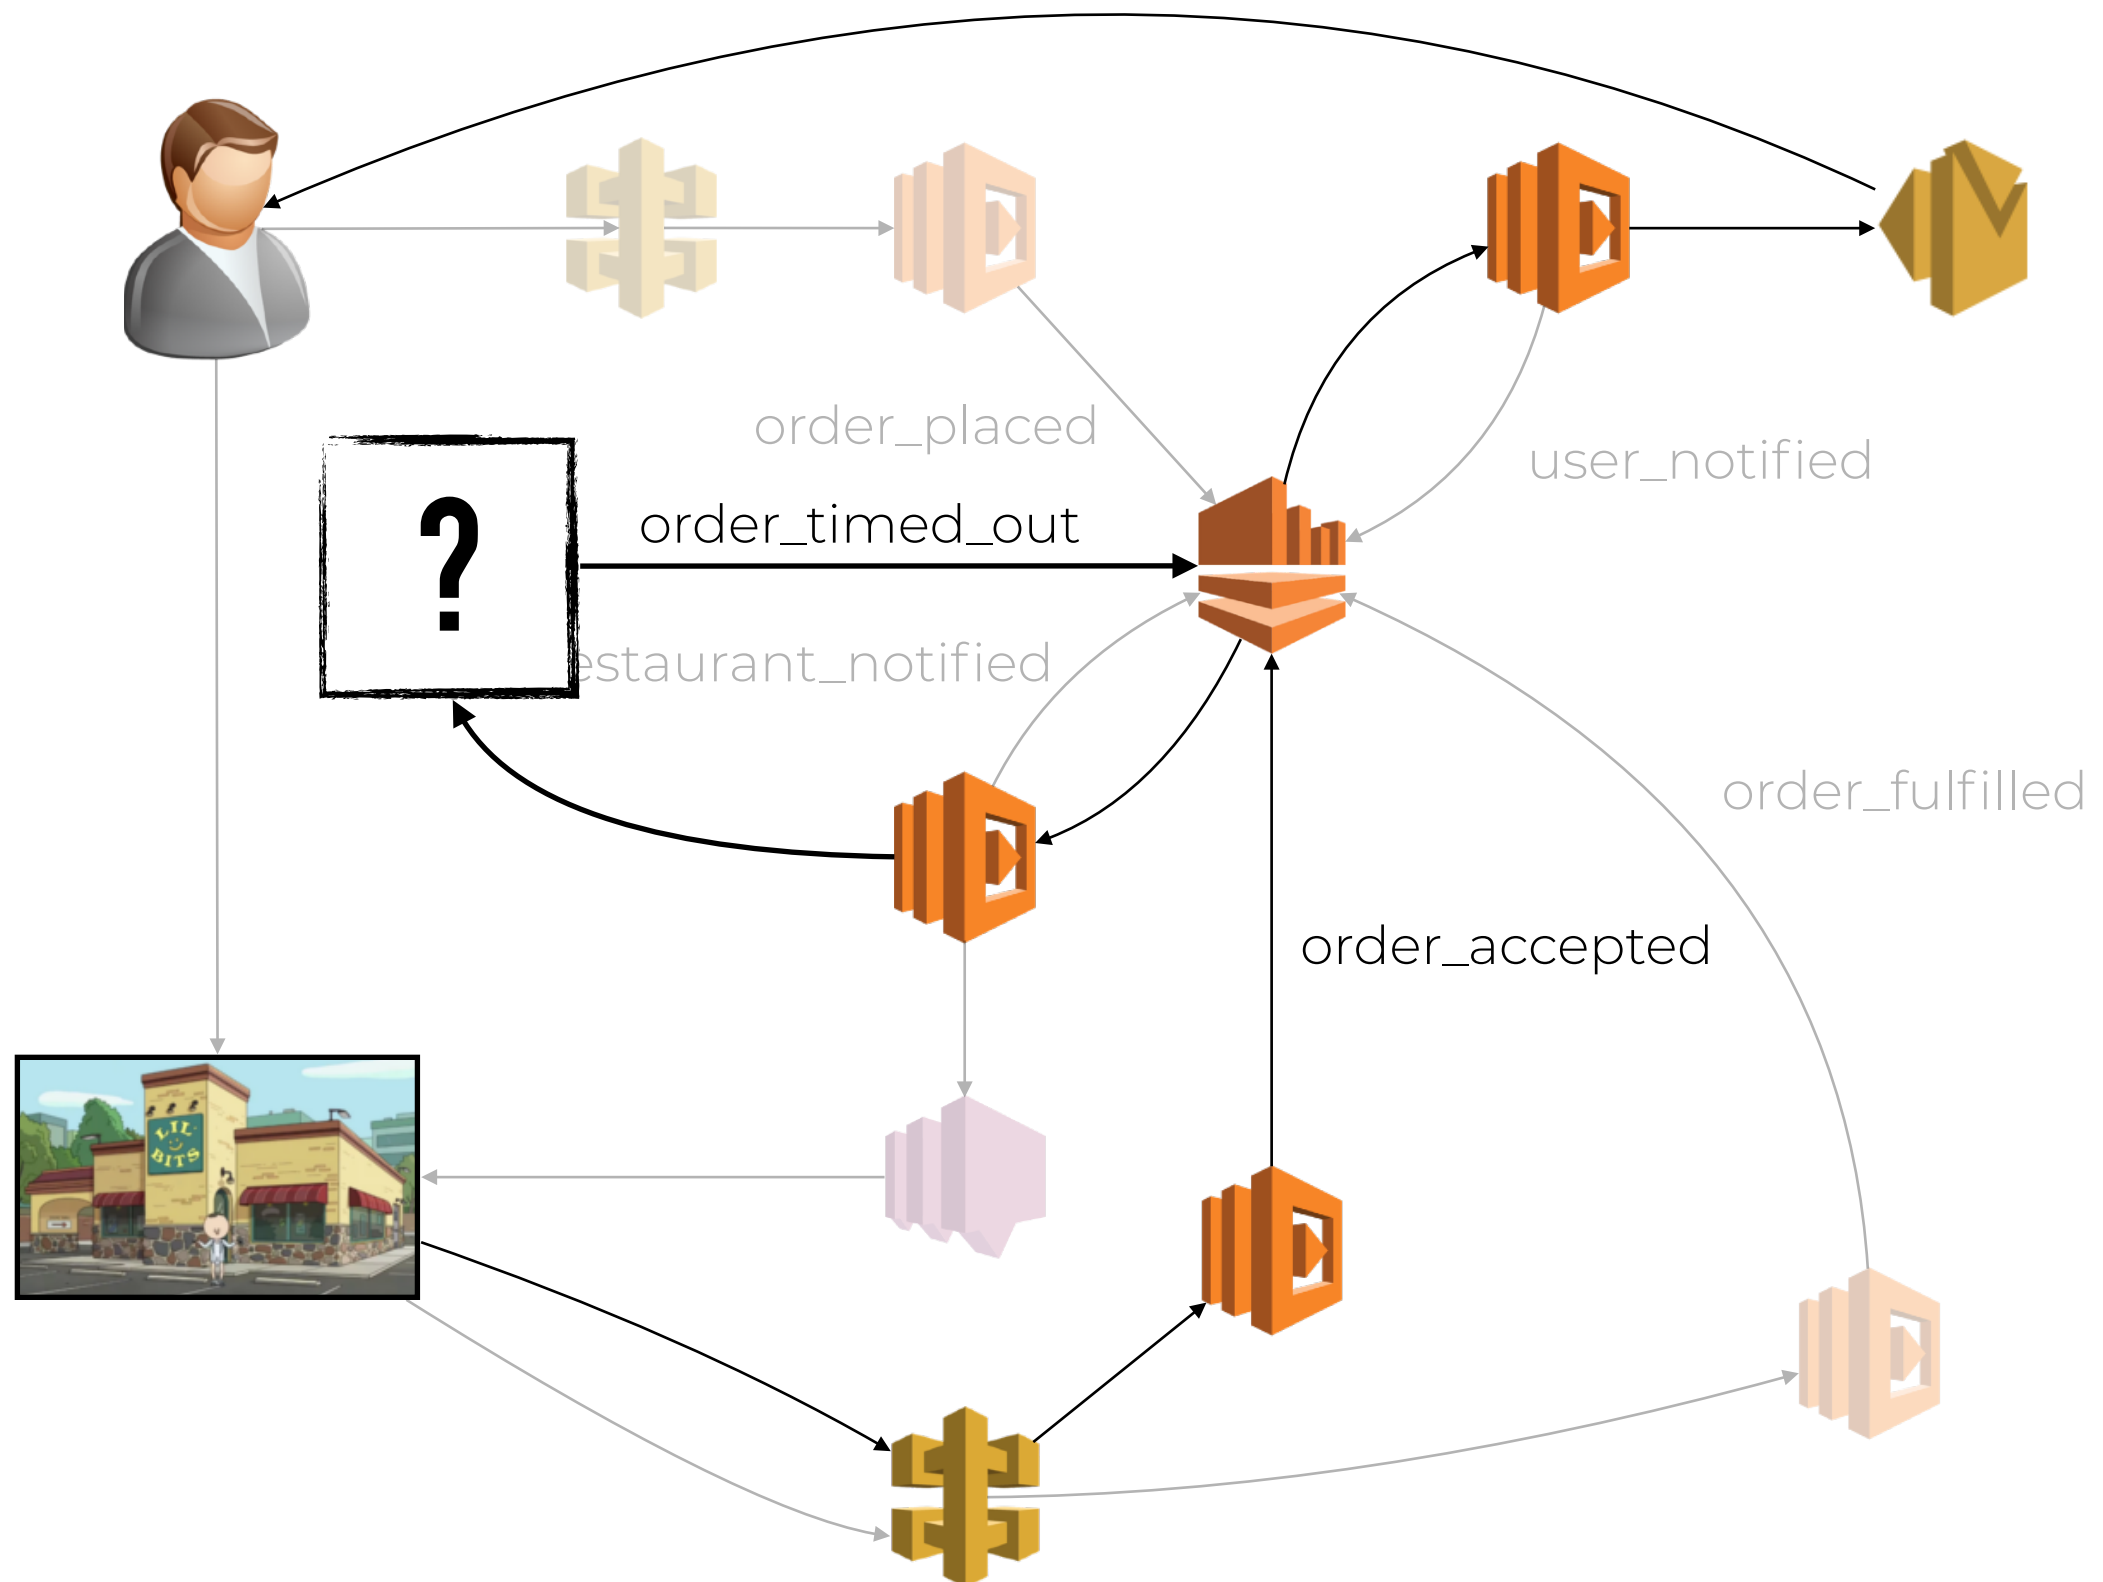 order_placed
user_notified
order_timed_out
?
estaurant_notified
order_fulfilled
order_accepted
LIL'
BITS